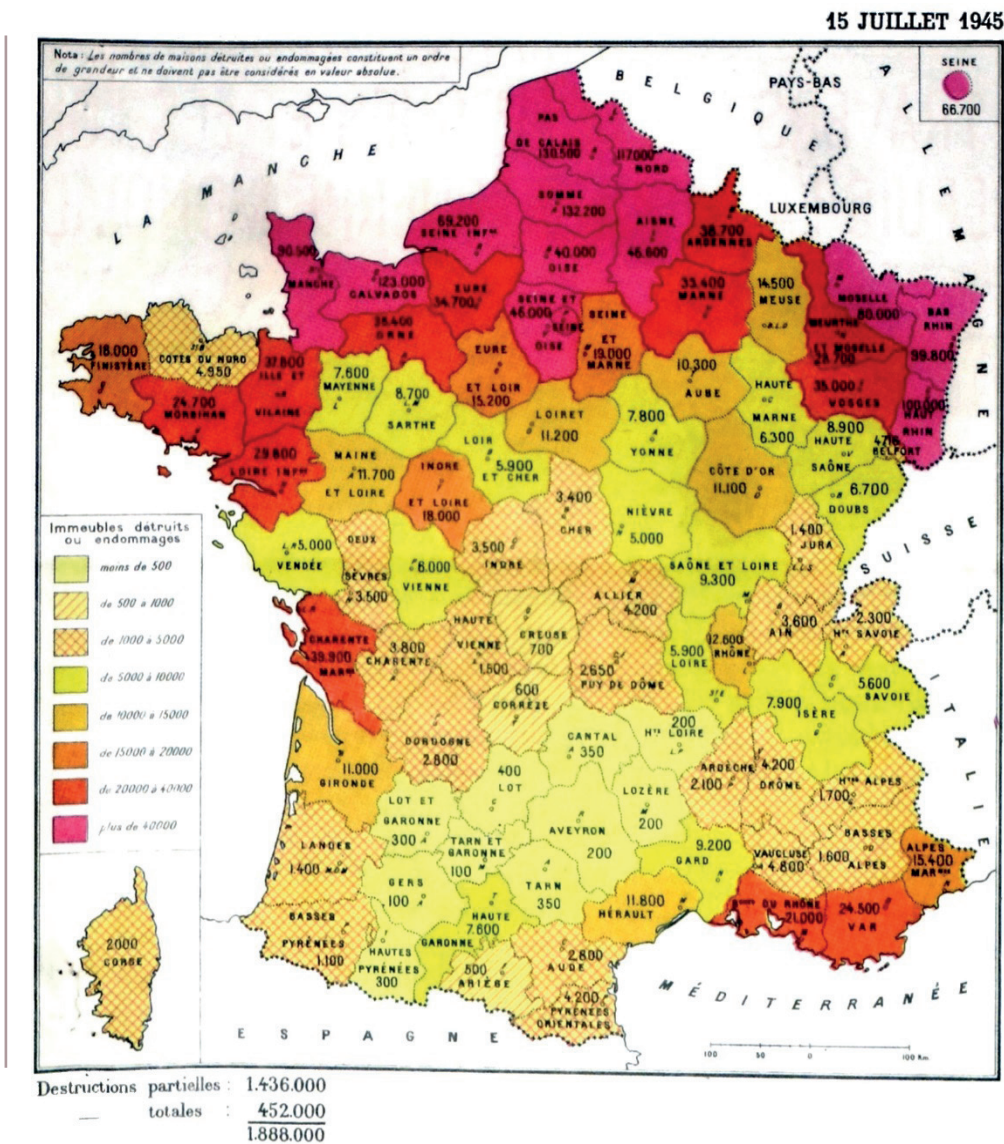 15 JUILLET 1945
Nota : Les nombres de maisons détruites ou endommagées constituent un ordre
de grandeur et ne doivent pas être considérés en valeur absolue.
SEINE
66.700
PAYS-BAS
BELGIQUE
ALLEMAGNE
LUXEMBOURG
LA MANCHE
PAS
DE CALAIS
130.500
117.000
NORD
SOMME
132.200
69.200
SEINE INFRE
AISNE
46.600
38.700
ARDENNES
40.000
OISE
90.500
MANCHE
123.000
CALVADOS
EURE
34.700
SEINE ET
46.000
SEINE
OISE
SEINE
ET
19.000
MARNE
33.400
MARNE
14.500
MEUSE
B.L.D
MOSELLE
80.000
BAS
RHIN
99.800
MEURTHE
ET MOSELLE
28.700
35.000
VOSGES
100.000
HAUT
RHIN
18.000
FINISTÈRE
COTES DU NORD
4.950
37.800
ILLE ET
VILAINE
38.400
ORNE
24.700
MORBIHAN
7.600
MAYENNE
8.700
SARTHE
EURE
ET LOIR
15.200
LOIRET
11.200
10.300
AUBE
HAUTE
MARNE
6.300
7.800
YONNE
LOIR
5.900
ET CHER
29.800
LOIRE INFRE
MAINE
11.700
ET LOIRE
INDRE
ET LOIRE
18.000
CÔTE D'OR
11.100
8.900
HAUTE
SAÔNE
BELFORT
6.700
DOUBS
3.400
CHER
NIÈVRE
5.000
1.400
JURA
L.L.S
SUISSE
5.000
VENDÉE
DEUX
SÈVRES
3.500
6.000
VIENNE
3.500
INDRE
SAÔNE ET LOIRE
9.300
ALLIER
4.200
3.600
AIN
2.300
HTE SAVOIE
CHARENTE
39.900
MARME
3.800
CHARENTE
HAUTE
VIENNE
1.500
CREUSE
700
2.650
PUY DE DÔME
5.900
LOIRE
ST E
12.600
RHÔNE
7.900
ISÈRE
5.600
SAVOIE
ITALIE
600
CORRÈZE
DORDOGNE
2.800
CANTAL
350
200
HTE LOIRE
L.P
11.000
GIRONDE
400
LOT
LOZÈRE
200
ARDÈCHE
2.100
4.200
DRÔME
HTES ALPES
1.700
LOT ET
GARONNE
300
TARN ET
GARONNE
100
AVEYRON
200
9.200
GARD
VAUCLUSE
4.800
BASSES
1.600
ALPES
ALPES
15.400
MARMES
LANDES
1.400
M.D.M
GERS
100
TARN
350
11.800
HÉRAULT
BOUCHES DU RHÔNE
21.000
24.500
VAR
BASSES
PYRÉNÉES
1.100
HAUTES
PYRÉNÉES
300
HAUTE
7.600
GARONNE
500
ARIÈGE
2.800
AUDE
4.200
PYRÉNÉES
ORIENTALES
2000
CORSE
ESPAGNE
MÉDITERRANÉE
100 50 0 100 Km
Immeubles détruits
ou endommagés
moins de 500
de 500 à 1000
de 1000 à 5000
de 5000 à 10000
de 10000 à 15000
de 15000 à 20000
de 20000 à 40000
plus de 40000
Destructions partielles : 1.436.000
— totales : 452.000
1.888.000